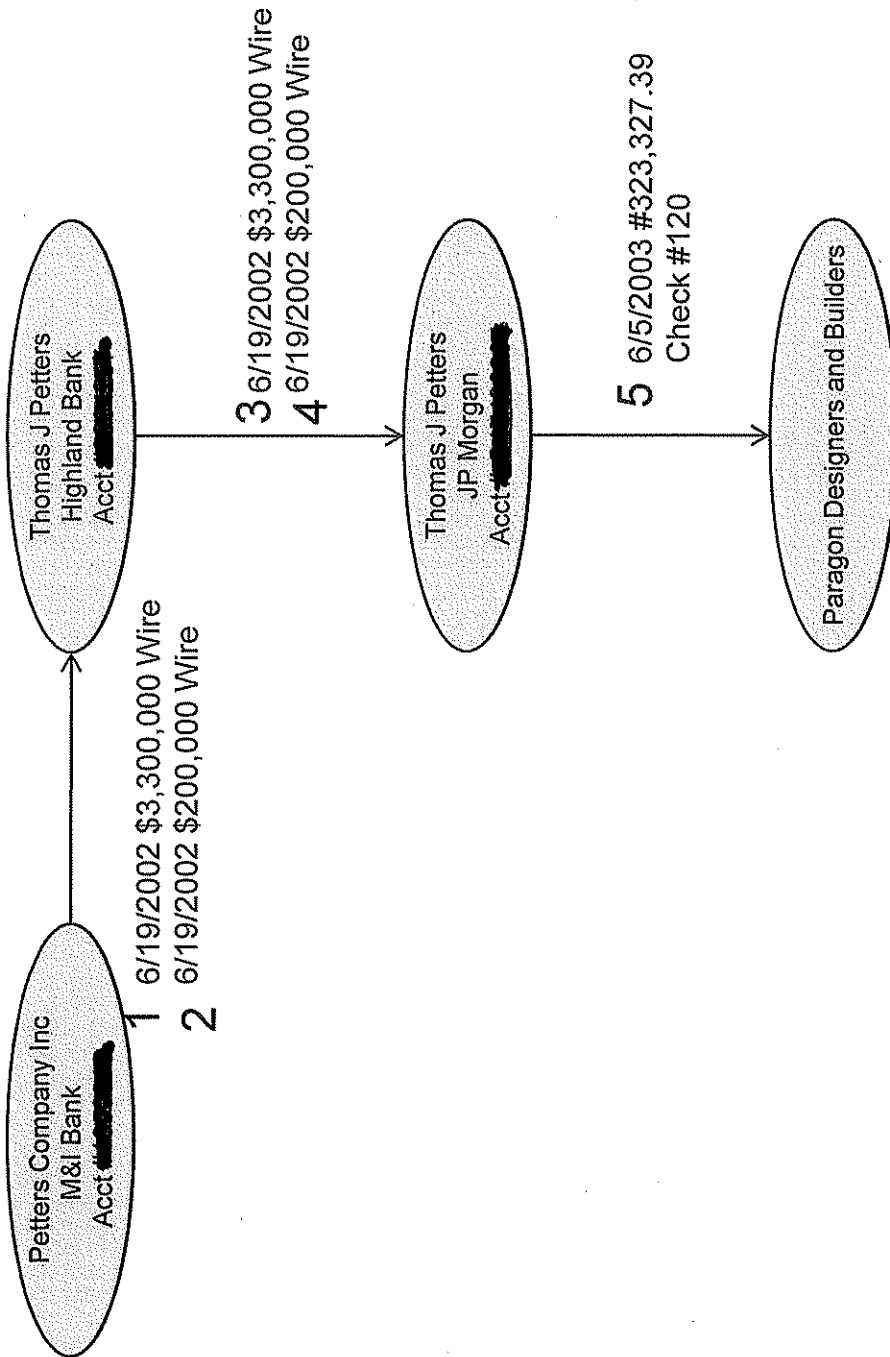 Petters Company Inc
M&I Bank
Acct
1 6/19/2002 $3,300,000 Wire
2 6/19/2002 $200,000 Wire
Thomas J Petters
Highland Bank
Acct
3 6/19/2002 $3,300,000 Wire
4 6/19/2002 $200,000 Wire
Thomas J Petters
JP Morgan
Acct
5 6/5/2003 #323,327.39
Check #120
Paragon Designers and Builders